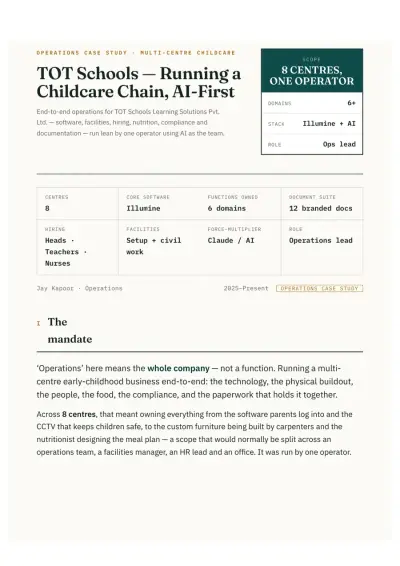 OPERATIONS CASE STUDY · MULTI-CENTRE CHILDCARE
TOT Schools — Running a
Childcare Chain, AI-First
End-to-end operations for TOT Schools Learning Solutions Pvt.
Ltd. — software, facilities, hiring, nutrition, compliance and
documentation — run lean by one operator using AI as the team.
SCOPE
8 CENTRES,
ONE OPERATOR
DOMAINS 6+
STACK Illumine + AI
ROLE Ops lead
CENTRES
8
CORE SOFTWARE
Illumine
FUNCTIONS OWNED
6 domains
DOCUMENT SUITE
12 branded docs
HIRING
Heads ·
Teachers ·
Nurses
FACILITIES
Setup + civil
work
FORCE-MULTIPLIER
Claude / AI
ROLE
Operations lead
Jay Kapoor · Operations
2025–Present
OPERATIONS CASE STUDY
I The
mandate
‘Operations’ here means the whole company — not a function. Running a multi-
centre early-childhood business end-to-end: the technology, the physical buildout,
the people, the food, the compliance, and the paperwork that holds it together.
Across 8 centres, that meant owning everything from the software parents log into and the
CCTV that keeps children safe, to the custom furniture being built by carpenters and the
nutritionist designing the meal plan — a scope that would normally be split across an
operations team, a facilities manager, an HR lead and an office. It was run by one operator.